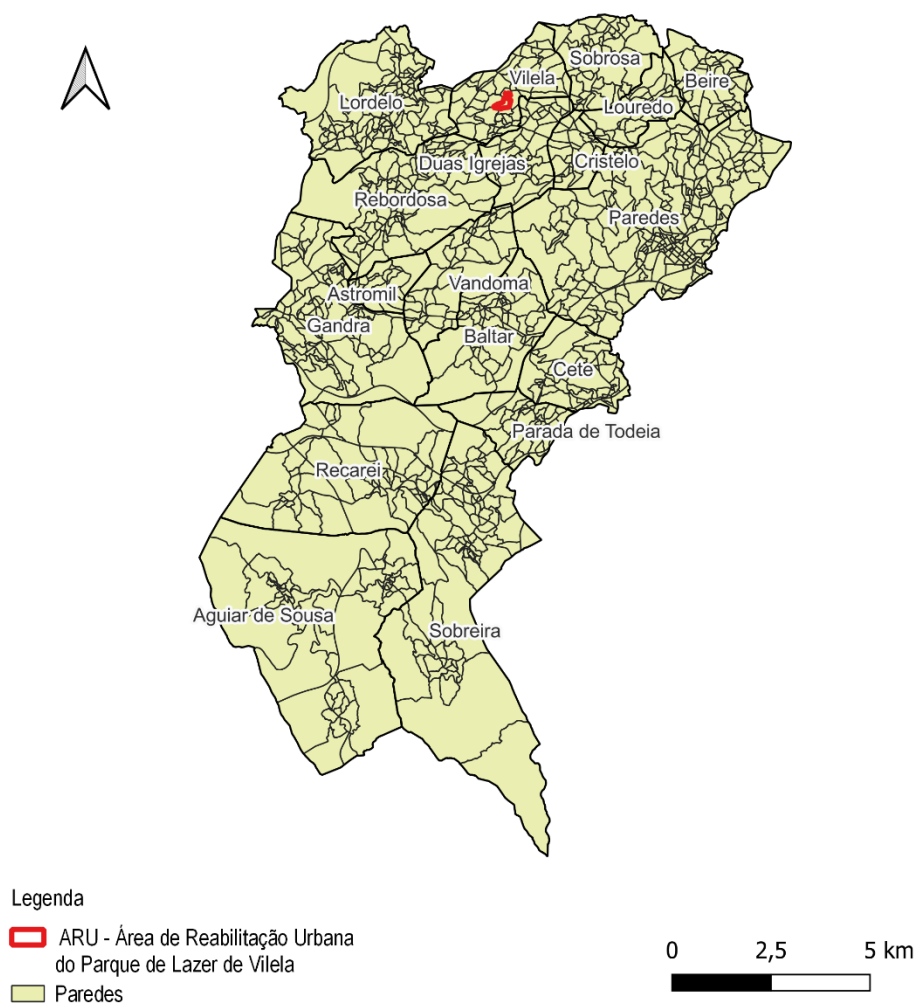 Sobrosa
Vilela
Beire
Lordelo
Louredo
Duas Igrejas
Cristelo
Rebordosa
Paredes
Vandoma
Astromil
Gandra
Baltar
Cete
Parada de Todeia
Recarei
Aguiar de Sousa
Sobreira
Legenda
ARU - Área de Reabilitação Urbana
do Parque de Lazer de Vilela
Paredes
0 2,5 5 km